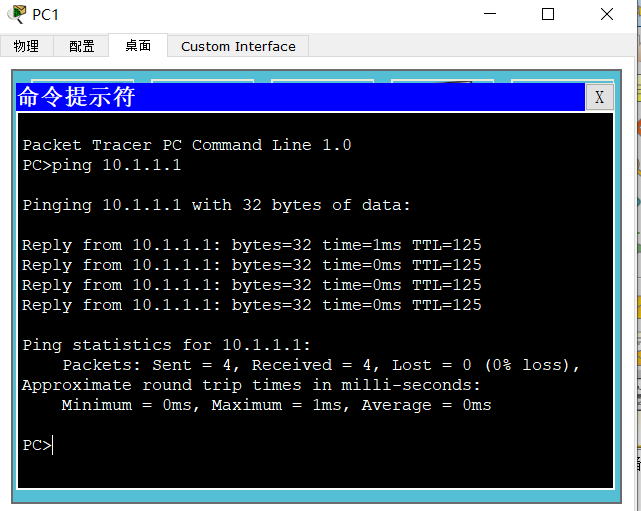 PC1
物理 配置 桌面 Custom Interface
命令提示符 X
Packet Tracer PC Command Line 1.0
PC>ping 10.1.1.1
Pinging 10.1.1.1 with 32 bytes of data:
Reply from 10.1.1.1: bytes=32 time=1ms TTL=125
Reply from 10.1.1.1: bytes=32 time=0ms TTL=125
Reply from 10.1.1.1: bytes=32 time=0ms TTL=125
Reply from 10.1.1.1: bytes=32 time=0ms TTL=125
Ping statistics for 10.1.1.1:
Packets: Sent = 4, Received = 4, Lost = 0 (0% loss),
Approximate round trip times in milli-seconds:
Minimum = 0ms, Maximum = 1ms, Average = 0ms
PC>